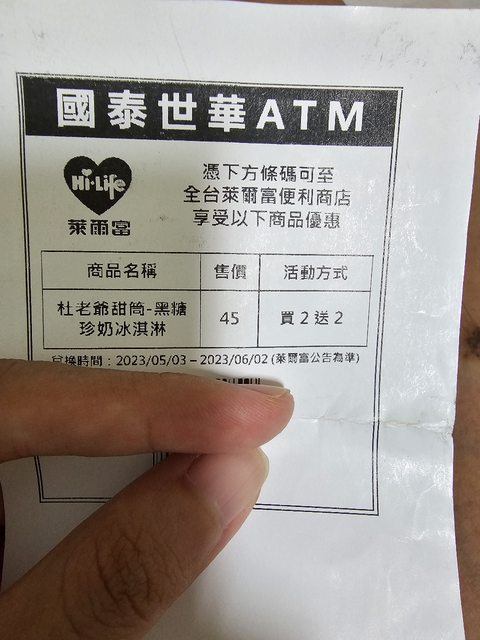 國泰世華ATM
Hi-Life
萊爾富
憑下方條碼可至
全台萊爾富便利商店
享受以下商品優惠
商品名稱 售價 活動方式
杜老爺甜筒-黑糖
珍奶冰淇淋
45
買2送2
兌換時間：2023/05/03 – 2023/06/02 (萊爾富公告為準)